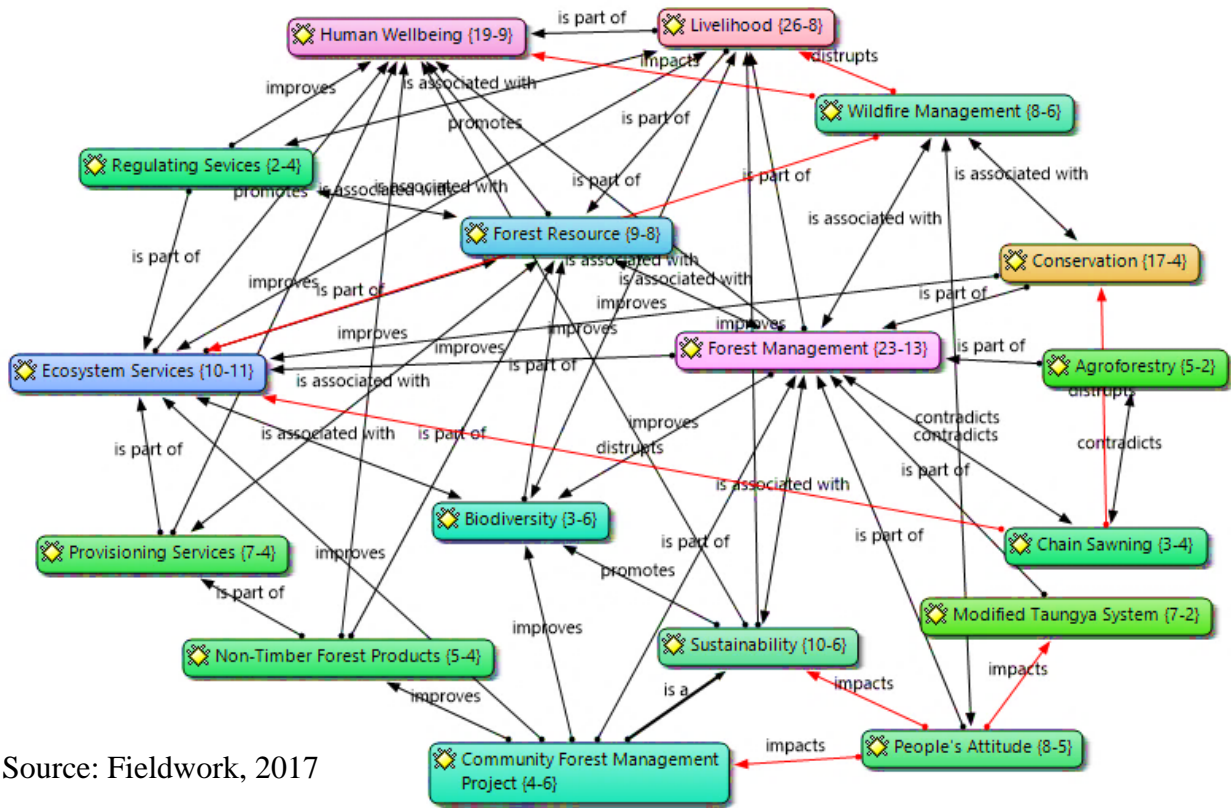 is part of
Livelihood {26-8}
Human Wellbeing {19-9}
impacts
disrupts
improves
is associated with
Wildfire Management {8-6}
promotes
is part of
Regulating Sevices {2-4}
is part of
is part of
is associated with
promotes
is associated with
is associated with
is associated with
Forest Resource {9-8}
Conservation {17-4}
is part of
is associated with
is associated with
improves
is part of
improves
is part of
improves
improves
improves
Forest Management {23-13}
is part of
Ecosystem Services {10-11}
is part of
Agroforestry {5-2}
is associated with
disrupts
improves
contradicts
is associated with
is part of
contradicts
contradicts
is part of
disrupts
is part of
is associated with
Biodiversity {3-6}
is part of
Provisioning Services {7-4}
improves
is part of
Chain Sawning {3-4}
promotes
is part of
Modified Taungya System {7-2}
improves
Sustainability {10-6}
Non-Timber Forest Products {5-4}
impacts
impacts
improves
is a
impacts
People's Attitude {8-5}
Community Forest Management
Project {4-6}
Source: Fieldwork, 2017